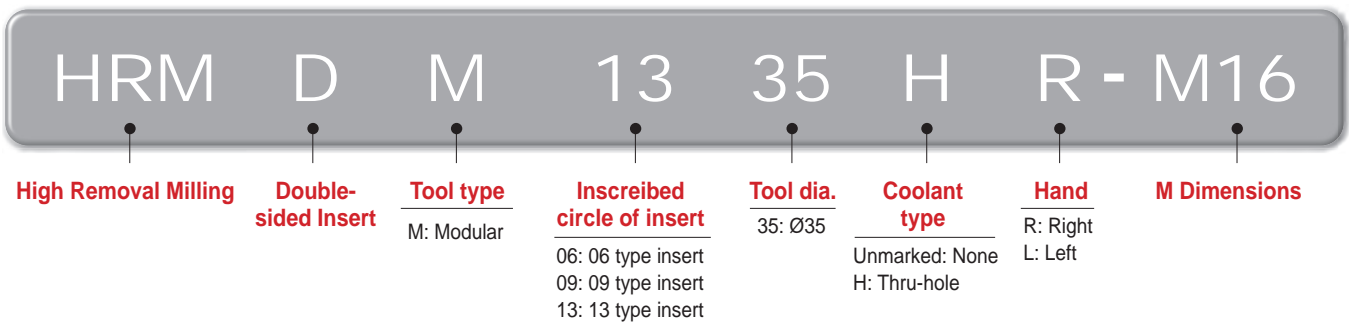 HRM D M 13 35 H R - M16
High Removal Milling
Double-
sided Insert
Tool type
M: Modular
Inscreibed
circle of insert
06: 06 type insert
09: 09 type insert
13: 13 type insert
Tool dia.
35: Ø35
Coolant
type
Unmarked: None
H: Thru-hole
Hand
R: Right
L: Left
M Dimensions